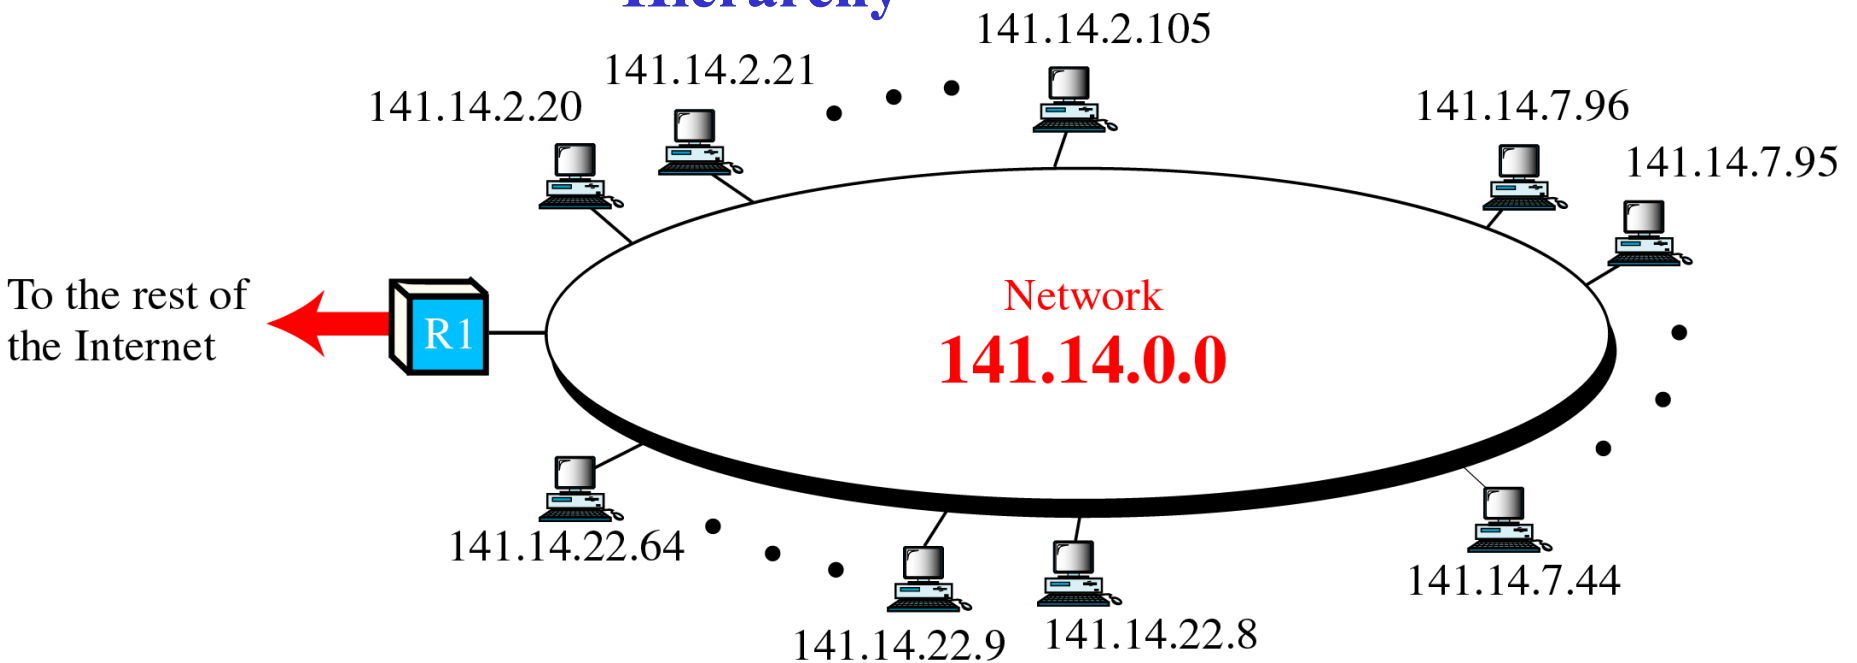 Hierarchy
141.14.2.105
141.14.2.21
141.14.2.20
141.14.7.96
141.14.7.95
To the rest of
the Internet
R1
Network
141.14.0.0
141.14.22.64
141.14.22.9
141.14.22.8
141.14.7.44